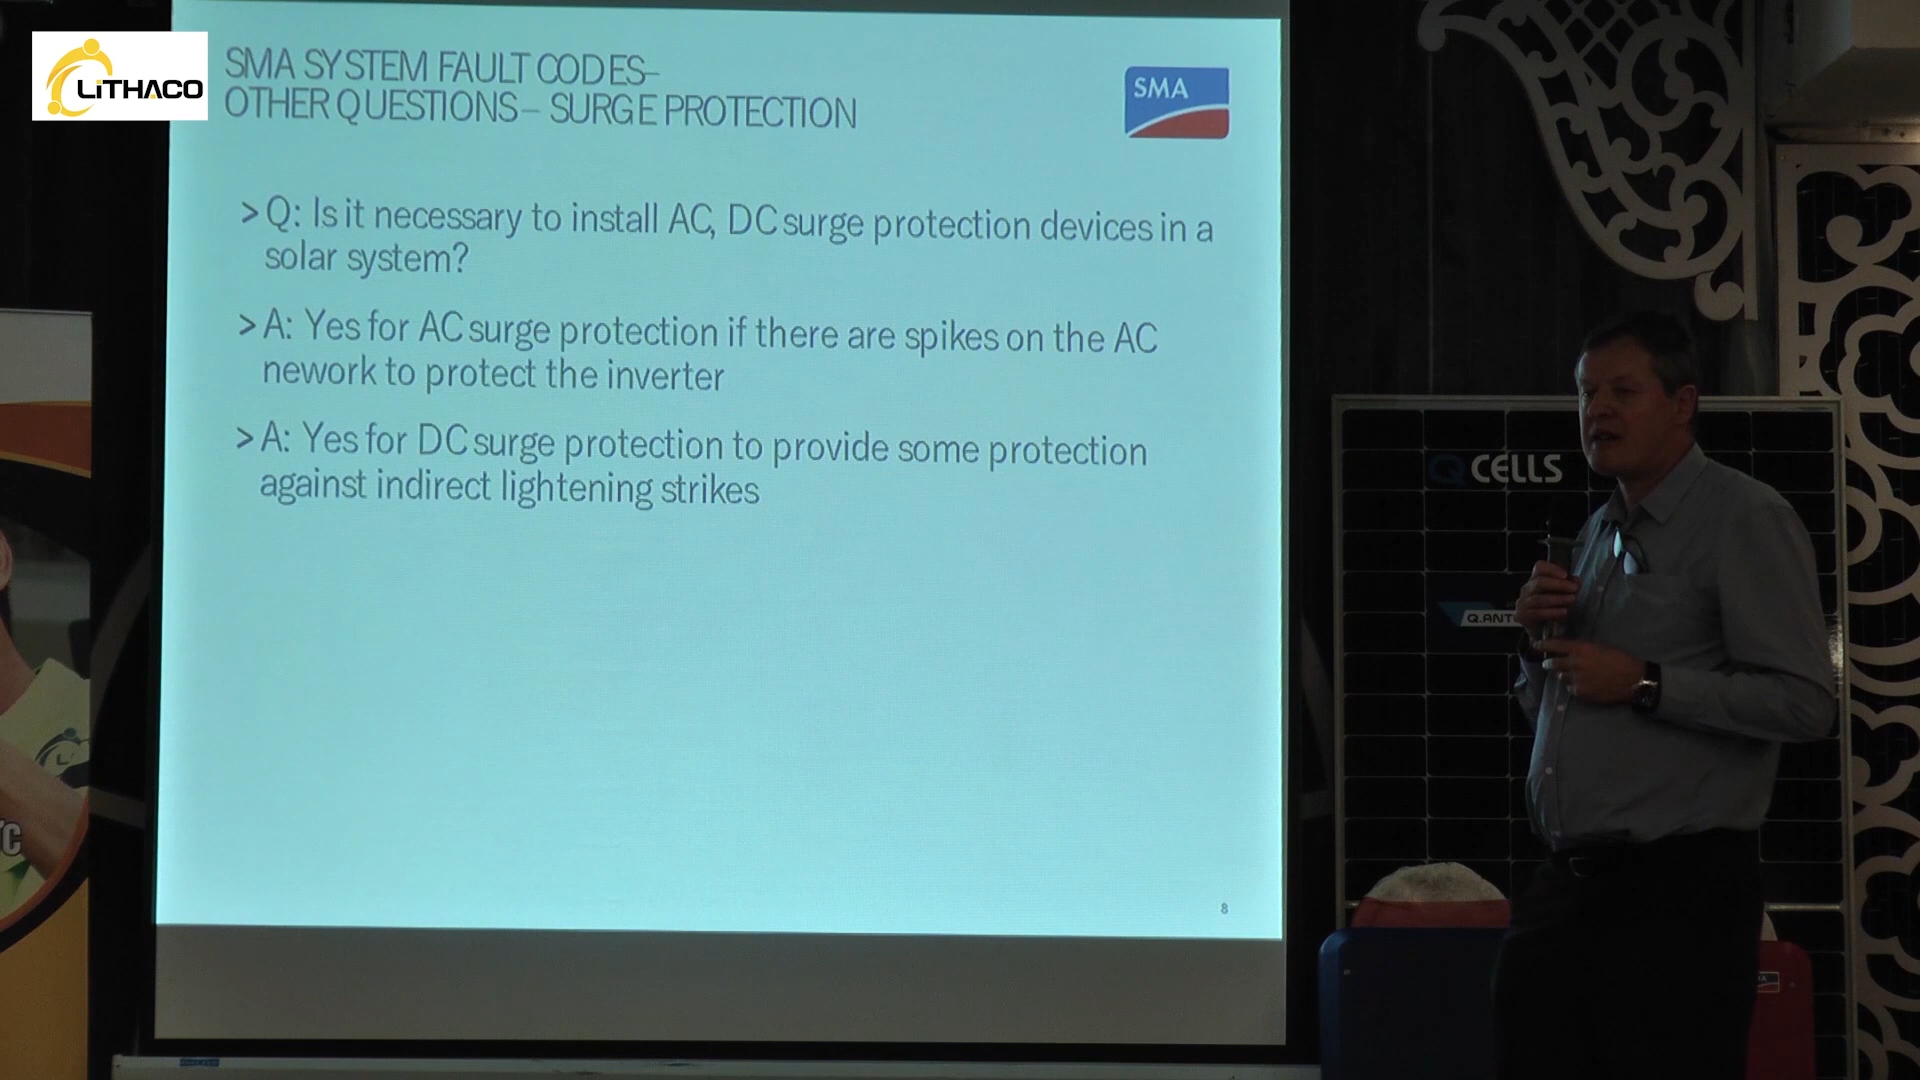 LiTHACO
SMA SYSTEM FAULT CODES–
OTHER QUESTIONS – SURGE PROTECTION
SMA
> Q: Is it necessary to install AC, DC surge protection devices in a
solar system?
> A: Yes for AC surge protection if there are spikes on the AC
nework to protect the inverter
> A: Yes for DC surge protection to provide some protection
against indirect lightening strikes
8
Q CELLS
Q.ANT